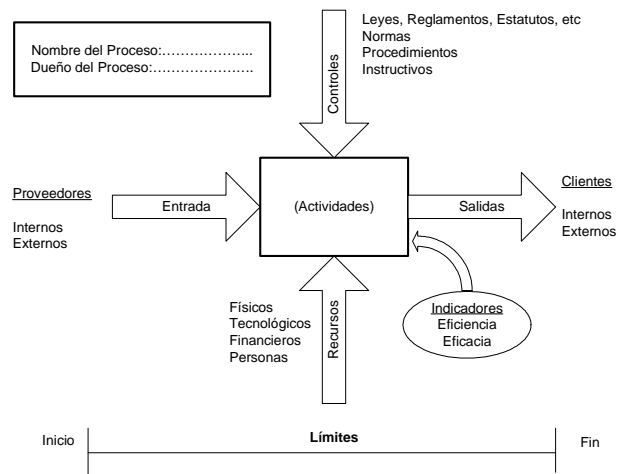 Nombre del Proceso:………………..
Dueño del Proceso:………………….
Leyes, Reglamentos, Estatutos, etc
Normas
Procedimientos
Instructivos
Controles
Proveedores
Internos
Externos
Entrada
(Actividades)
Salidas
Clientes
Internos
Externos
Físicos
Tecnológicos
Financieros
Personas
Recursos
Indicadores
Eficiencia
Eficacia
Inicio
Límites
Fin